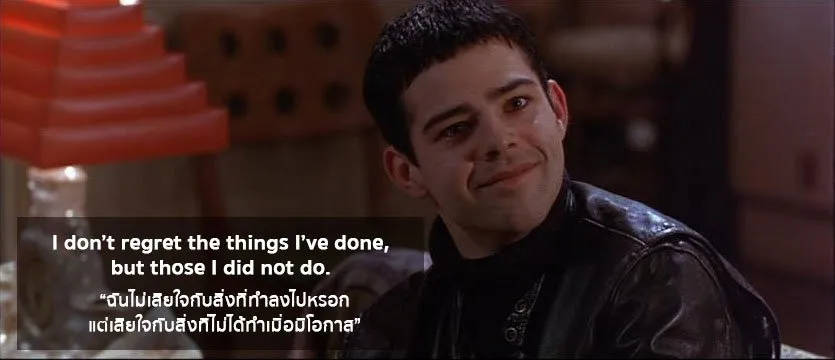 I don't regret the things I've done,
but those I did not do.
“ฉันไม่เสียใจกับสิ่งที่ทำลงไปหรอก
แต่เสียใจกับสิ่งที่ไม่ได้ทำเมื่อมีโอกาส”